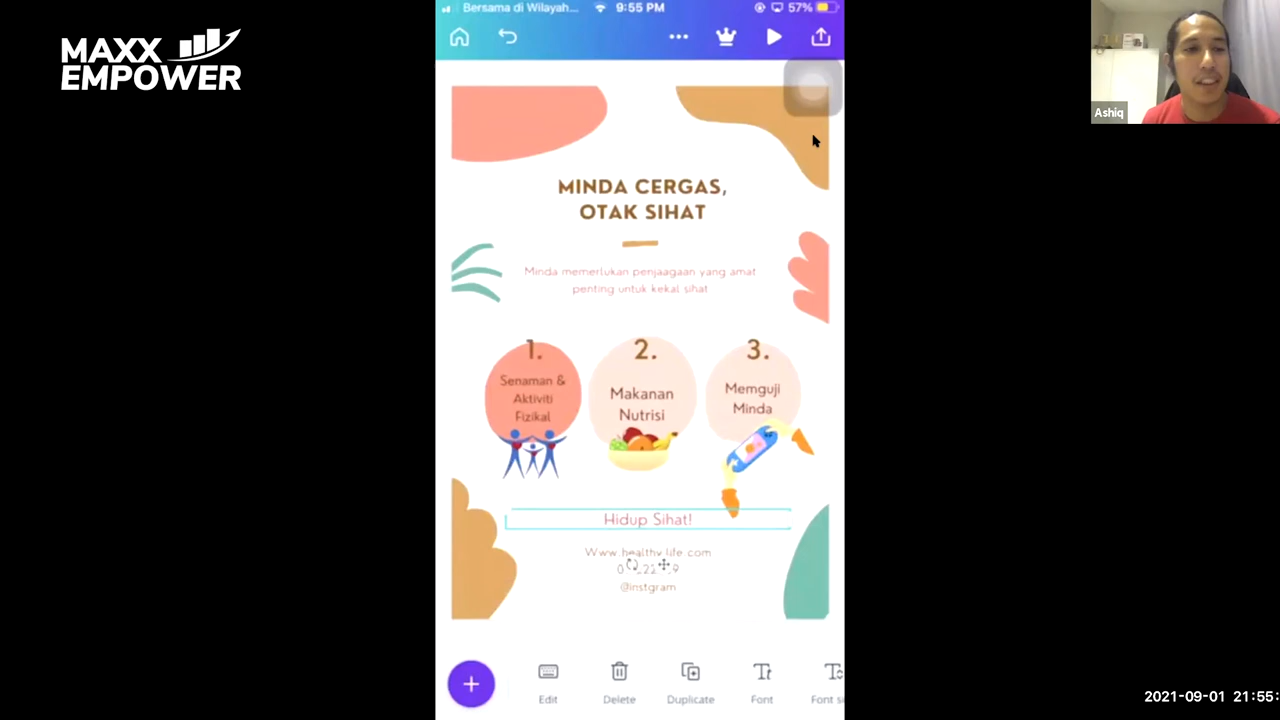 MAXX
EMPOWER
Bersama di Wilayah...
9:55 PM
57%
Ashiq
MINDA CERGAS,
OTAK SIHAT
Minda memerlukan penjaagaan yang amat
penting untuk kekal sihat
1.
Senaman &
Aktiviti
Fizikal
2.
Makanan
Nutrisi
3.
Memguji
Minda
Hidup Sihat!
Www.healthy life.com
@instgram
Edit
Delete
Duplicate
Font
Font si
2021-09-01 21:55: